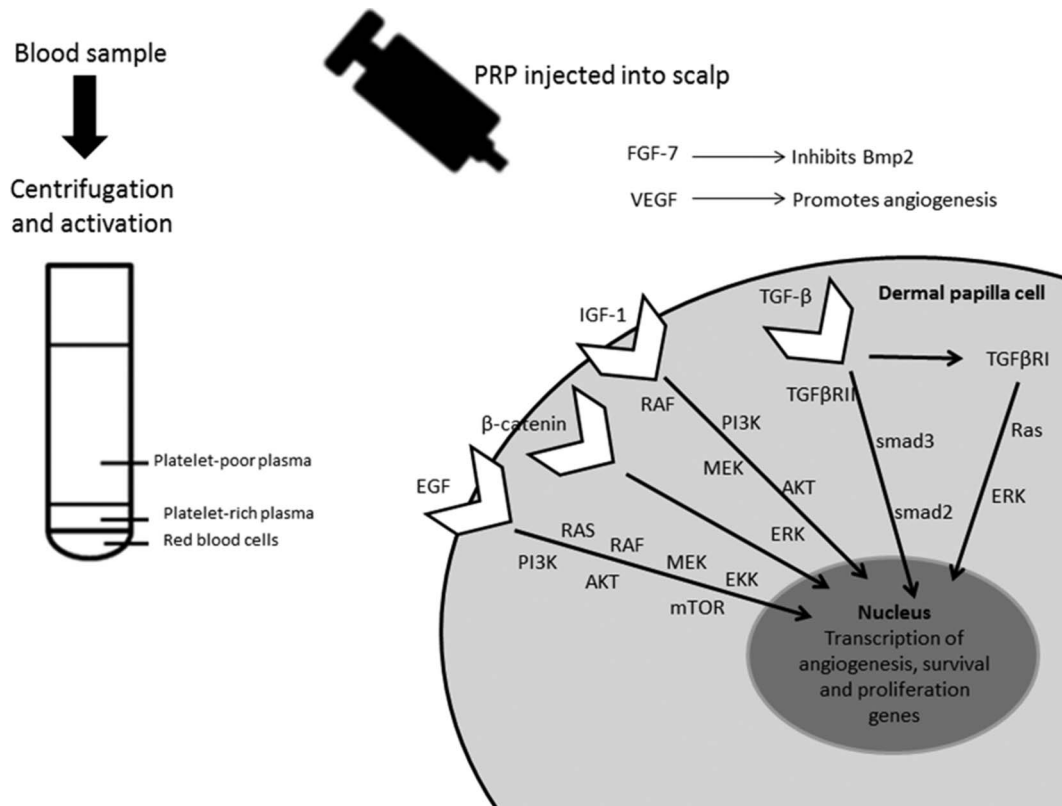 Blood sample
Centrifugation
and activation
Platelet-poor plasma
Platelet-rich plasma
Red blood cells
PRP injected into scalp
FGF-7
Inhibits Bmp2
VEGF
Promotes angiogenesis
Dermal papilla cell
TGF-β
IGF-1
TGFβRI
TGFβRII
RAF
PI3K
MEK
AKT
ERK
smad3
smad2
Ras
ERK
β-catenin
EGF
RAS
RAF
PI3K
AKT
MEK
EKK
mTOR
Nucleus
Transcription of
angiogenesis, survival
and proliferation
genes